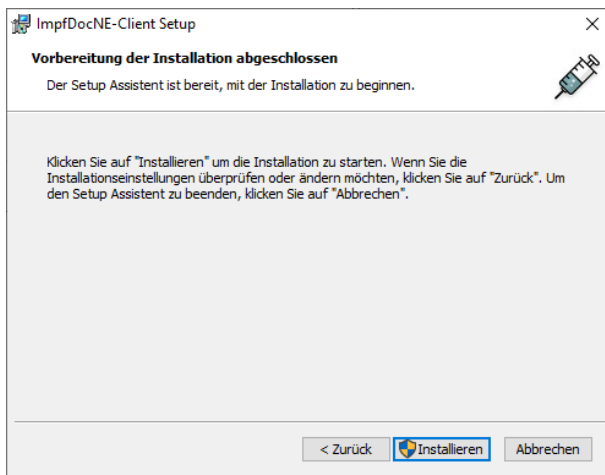 ImpfDocNE-Client Setup
Vorbereitung der Installation abgeschlossen
Der Setup Assistent ist bereit, mit der Installation zu beginnen.
Klicken Sie auf "Installieren" um die Installation zu starten. Wenn Sie die
Installationseinstellungen überprüfen oder ändern möchten, klicken Sie auf "Zurück". Um
den Setup Assistent zu beenden, klicken Sie auf "Abbrechen".
< Zurück Installieren Abbrechen